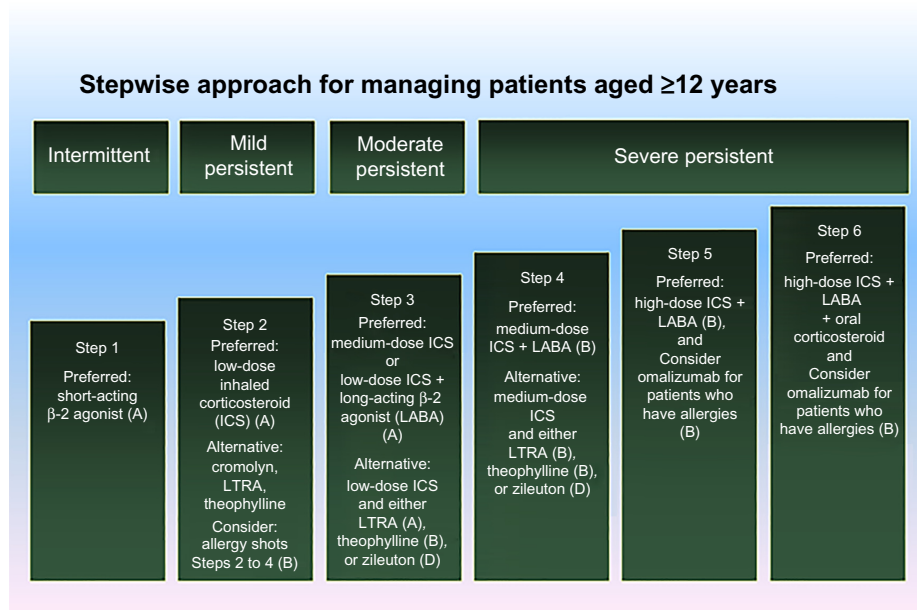 Stepwise approach for managing patients aged ≥12 years
Intermittent
Mild
persistent
Moderate
persistent
Severe persistent
Step 1
Preferred:
short-acting
β-2 agonist (A)
Step 2
Preferred:
low-dose
inhaled
corticosteroid
(ICS) (A)
Alternative:
cromolyn,
LTRA,
theophylline
Consider:
allergy shots
Steps 2 to 4 (B)
Step 3
Preferred:
medium-dose ICS
or
low-dose ICS +
long-acting β-2
agonist (LABA)
(A)
Alternative:
low-dose ICS
and either
LTRA (A),
theophylline (B),
or zileuton (D)
Step 4
Preferred:
medium-dose
ICS + LABA (B)
Alternative:
medium-dose
ICS
and either
LTRA (B),
theophylline (B),
or zileuton (D)
Step 5
Preferred:
high-dose ICS +
LABA (B),
and
Consider
omalizumab for
patients who
have allergies
(B)
Step 6
Preferred:
high-dose ICS +
LABA
+ oral
corticosteroid
and
Consider
omalizumab for
patients who
have allergies (B)